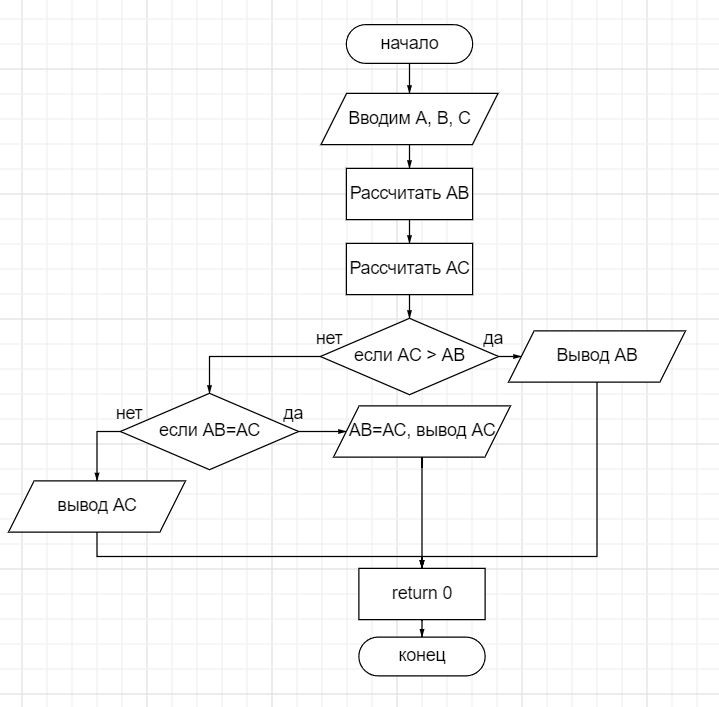 начало
Вводим А, В, С
Рассчитать АВ
Рассчитать АС
нет
да
если АС > АВ
Вывод АВ
нет
да
если АВ=АС
АВ=АС, вывод АС
вывод АС
return 0
конец